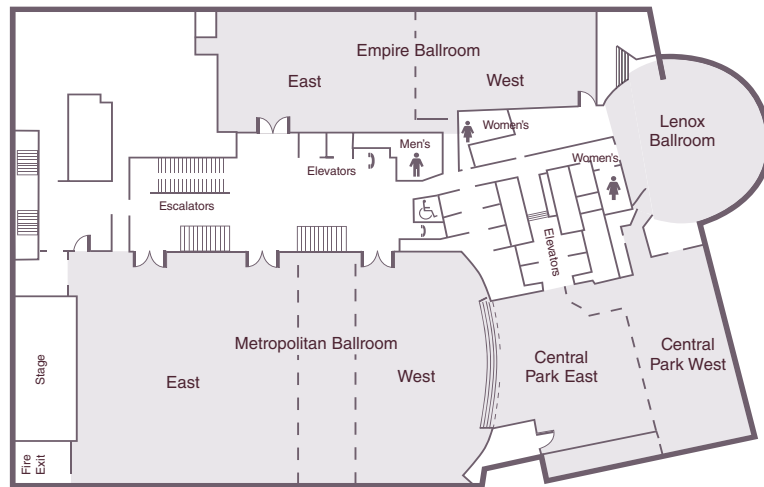 Empire Ballroom
East
West
Lenox
Ballroom
Men's
Women's
Women's
Elevators
Escalators
Elevators
Metropolitan Ballroom
East
West
Central
Park East
Central
Park West
Stage
Fire
Exit